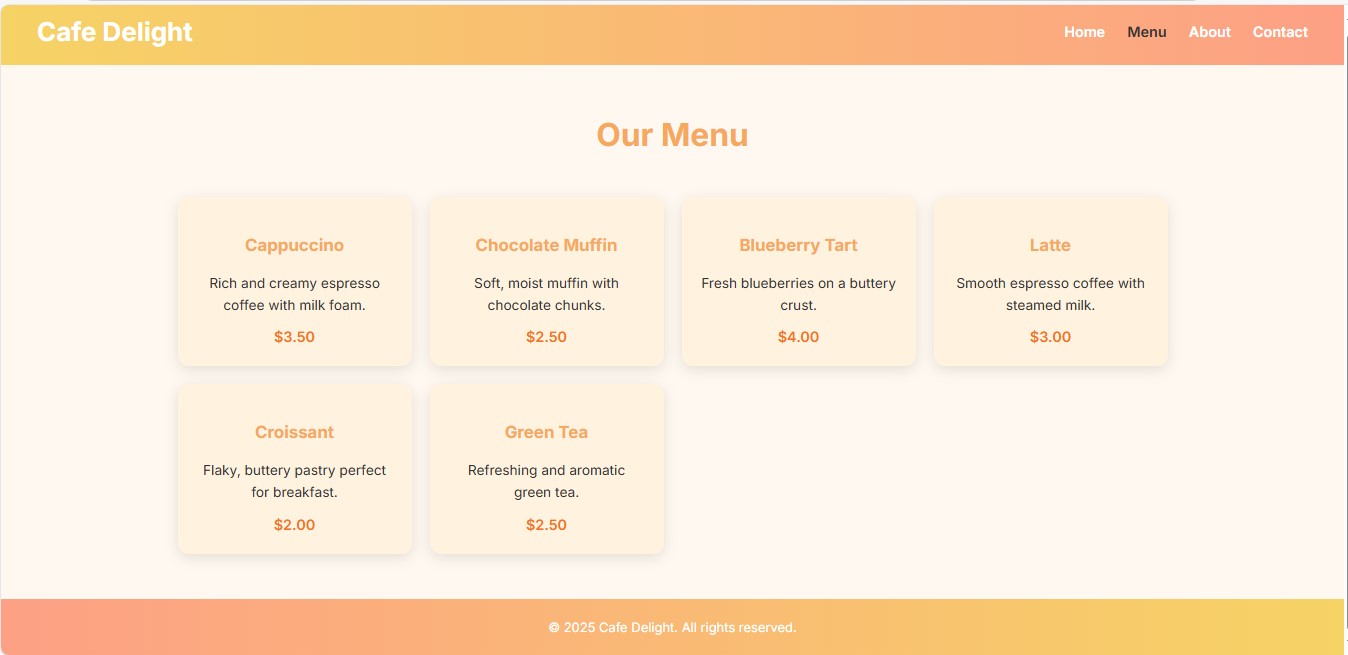 Cafe Delight
Home Menu About Contact
Our Menu
Cappuccino
Rich and creamy espresso
coffee with milk foam.
$3.50
Chocolate Muffin
Soft, moist muffin with
chocolate chunks.
$2.50
Blueberry Tart
Fresh blueberries on a buttery
crust.
$4.00
Latte
Smooth espresso coffee with
steamed milk.
$3.00
Croissant
Flaky, buttery pastry perfect
for breakfast.
$2.00
Green Tea
Refreshing and aromatic
green tea.
$2.50
© 2025 Cafe Delight. All rights reserved.